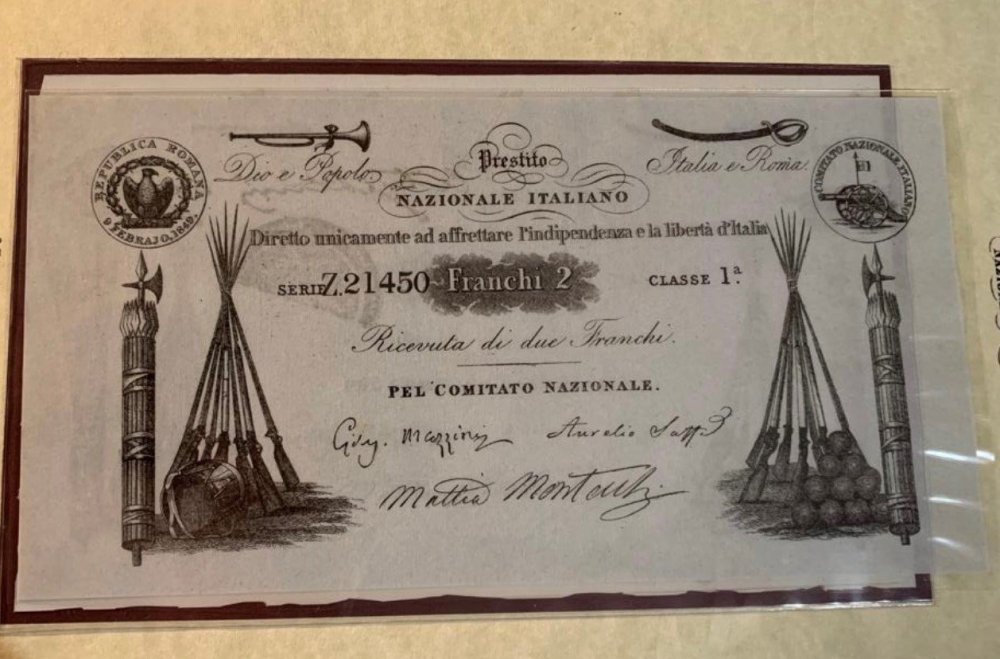 REPUBLICA ROMANA
9 FEBRAJO. 1849.
Dio e Popolo
Prestito
NAZIONALE ITALIANO
Italia e Roma.
COMITATO NAZIONALE ITALIANO
Diretto unicamente ad affrettare l'indipendenza e la libertà d'Italia
SERIE Z. 21450 Franchi 2 CLASSE 1ª.
Ricevuta di due Franchi.
PEL COMITATO NAZIONALE.
Mazzini Aurelio Saffi
Mattia Montecchi